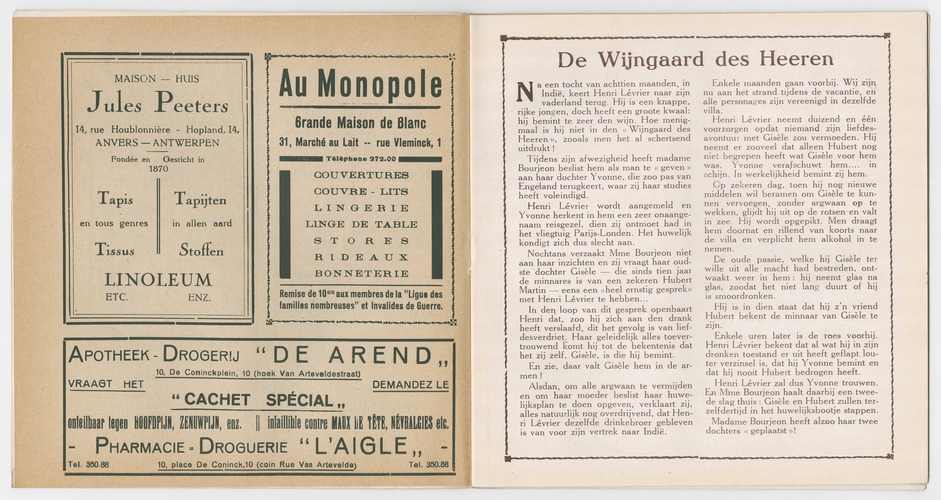 MAISON — HUIS
Jules Peeters
14, rue Houblonnière - Hopland, 14,
ANVERS — ANTWERPEN
Fondée en Gesticht in
1870
Tapis Tapijten
en tous genres in allen aard
Tissus Stoffen
LINOLEUM
ETC. ENZ.
Au Monopole
Grande Maison de Blanc
31, Marché au Lait -- rue Vleminck, 1
Téléphone 272.00
COUVERTURES
COUVRE - LITS
LINGERIE
LINGE DE TABLE
STORES
RIDEAUX
BONNETERIE
Remise de 10% aux membres de la "Ligue des
familles nombreuses" et Invalides de Guerre.
APOTHEEK - DROGERIJ "DE AREND„
10, De Coninckplein, 10 (hoek Van Arteveldestraat)
VRAAGT HET DEMANDEZ LE
"CACHET SPÉCIAL„
onfeilbaar tegen HOOFDPIJN, ZENUWPIJN, enz. || infaillible contre MAUX DE TÊTE, NÉVRALGIES etc.
- PHARMACIE - DROGUERIE "L'AIGLE„ -
Tel. 350.88 10, place De Coninck, 10 (coin Rue Van Artevelde) Tel. 350.88
De Wijngaard des Heeren
Na een tocht van achttien maanden, in
Indië, keert Henri Lévrier naar zijn
vaderland terug. Hij is een knappe,
rijke jongen, doch heeft een groote kwaal:
hij bemint te zeer den wijn. Hoe menig-
maal is hij niet in den « Wijngaard des
Heeren », zooals men het al schertsend
uitdrukt !
Tijdens zijn afwezigheid heeft madame
Bourjeon beslist hem als man te « geven »
aan haar dochter Yvonne, die zoo pas van
Engeland terugkeert, waar zij haar studies
heeft voleindigd.
Henri Lévrier wordt aangemeld en
Yvonne herkent in hem een zeer onaange-
naam reisgezel, dien zij ontmoet had in
het vliegtuig Parijs-Londen. Het huwelijk
kondigt zich dus slecht aan.
Nochtans verzaakt Mme Bourjeon niet
aan haar inzichten en zij vraagt haar oud-
ste dochter Gisèle — die sinds tien jaar
de minnares is van een zekeren Hubert
Martin — eens een «heel ernstig gesprek»
met Henri Lévrier te hebben...
In den loop van dit gesprek openbaart
Henri dat, zoo hij zich aan den drank
heeft verslaafd, dit het gevolg is van lief-
desverdriet. Haar geleidelijk alles toever-
trouwend komt hij tot de bekentenis dat
het zij zelf, Gisèle, is die hij bemint.
En zie, daar valt Gisèle hem in de ar-
men !
Alsdan, om alle argwaan te vermijden
en om haar moeder beslist haar huwe-
lijksplan te doen opgeven, verklaart zij,
alles natuurlijk nog overdrijvend, dat Hen-
ri Lévrier dezelfde drinkebroer gebleven
is van voor zijn vertrek naar Indië.
Enkele maanden gaan voorbij. Wij zijn
nu aan het strand tijdens de vacantie, en
alle personages zijn vereenigd in dezelfde
villa.
Henri Lévrier neemt duizend en één
voorzorgen opdat niemand zijn liefdes-
avontuur met Gisèle zou vermoeden. Hij
neemt er zooveel dat alleen Hubert nog
niet begrepen heeft wat Gisèle voor hem
was. Yvonne verafschuwt hem.... in
schijn. In werkelijkheid bemint zij hem.
Op zekeren dag, toen hij nog nieuwe
middelen wil beramen om Gisèle te kun-
nen vervoegen, zonder argwaan op te
wekken, glijdt hij uit op de rotsen en valt
in zee. Hij wordt opgepikt. Men draagt
hem doornat en rillend van koorts naar
de villa en verplicht hem alkohol in te
nemen.
De oude passie, welke hij Gisèle ter
wille uit alle macht had bestreden, ont-
waakt weer in hem : hij neemt glas na
glas, zoodat het niet lang duurt of hij
is smoordronken.
Hij is in dien staat dat hij z'n vriend
Hubert bekent de minnaar van Gisèle te
zijn.
Enkele uren later is de roes voorbij.
Henri Lévrier bekent dat al wat hij in zijn
dronken toestand er uit heeft geflapt lou-
ter verzinsel is, dat hij Yvonne bemint en
dat hij nooit Hubert bedrogen heeft.
Henri Lévrier zal dus Yvonne trouwen.
En Mme Bourjeon haalt daarbij een twee-
de slag thuis : Gisèle en Hubert zullen ter-
zelfdertijd in het huwelijksbootje stappen.
Madame Bourjeon heeft alzoo haar twee
dochters « geplaatst »!